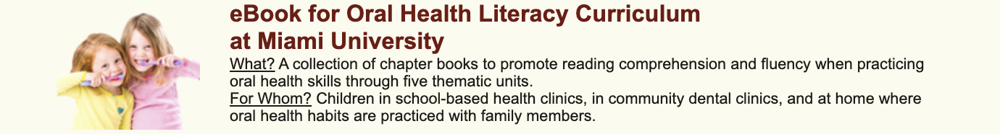 eBook for Oral Health Literacy Curriculum
at Miami University
What? A collection of chapter books to promote reading comprehension and fluency when practicing
oral health skills through five thematic units.
For Whom? Children in school-based health clinics, in community dental clinics, and at home where
oral health habits are practiced with family members.